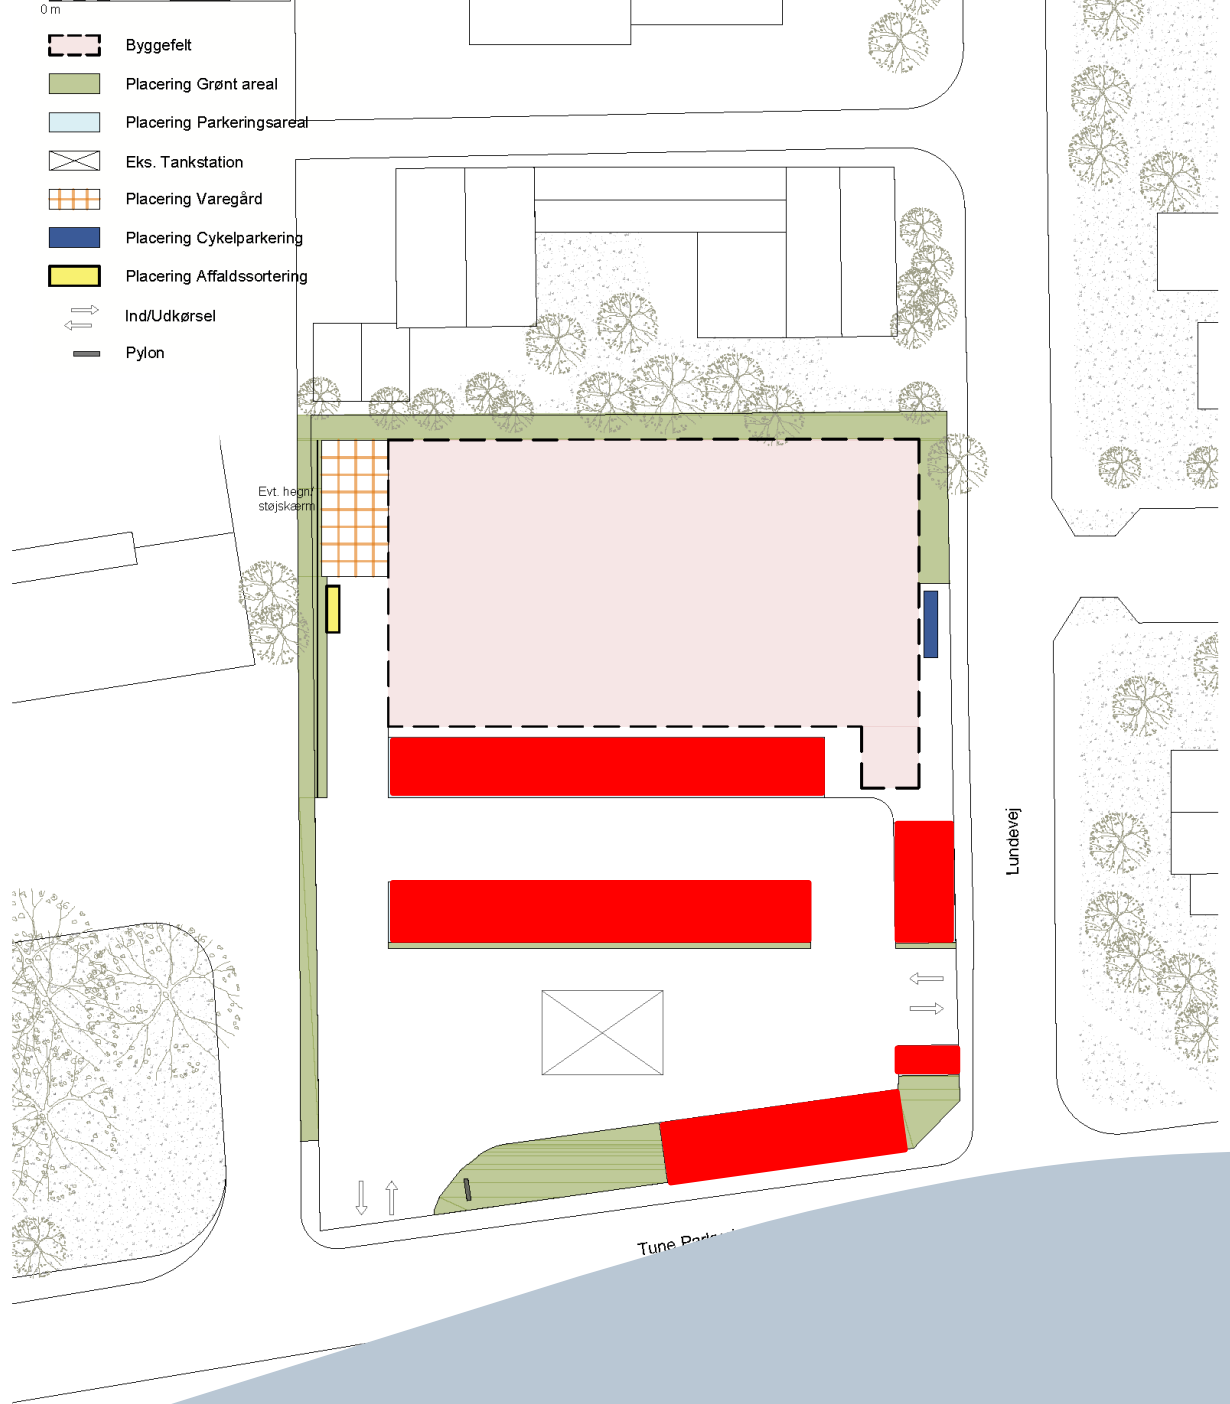 0 m
Byggefelt
Placering Grønt areal
Placering Parkeringsareal
Eks. Tankstation
Placering Varegård
Placering Cykelparkering
Placering Affaldssortering
Ind/Udkørsel
Pylon
Evt. hegn/
støjskærm
Lundevej
Tune